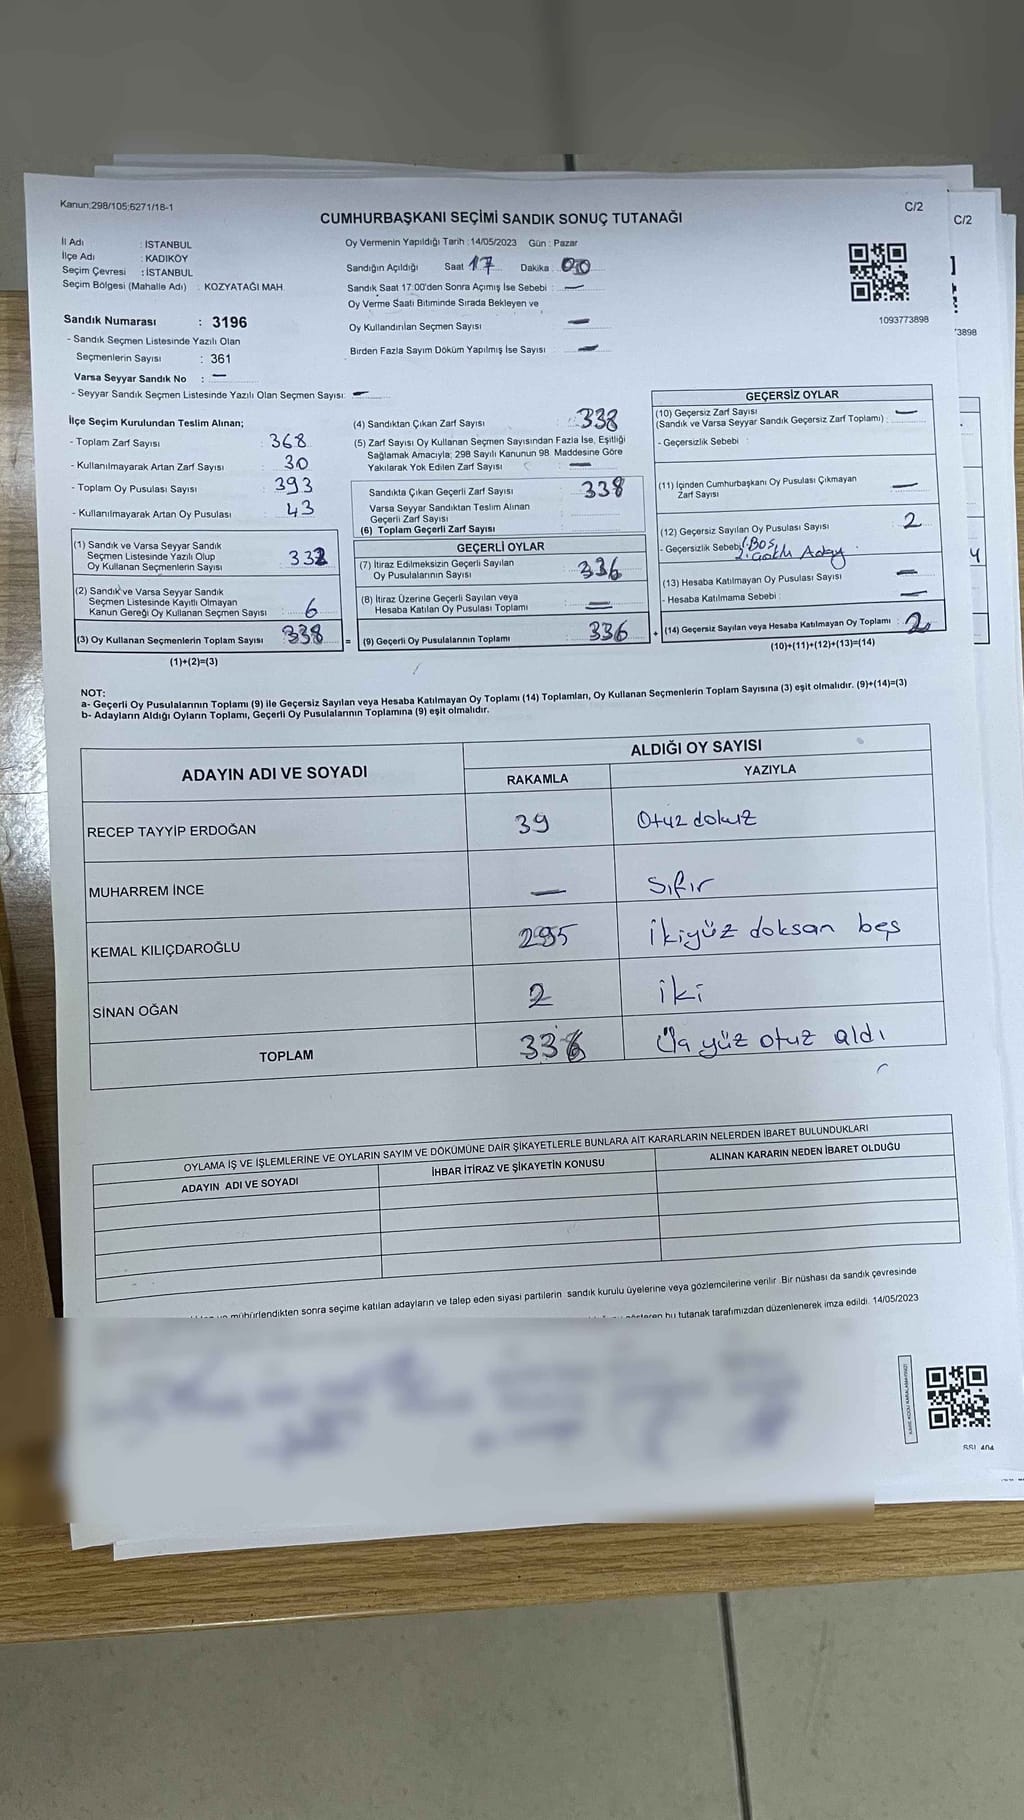 Kanun:298/105;6271/18-1
C/2
C/2
CUMHURBAŞKANI SEÇİMİ SANDIK SONUÇ TUTANAĞI
İl Adı : İSTANBUL
İlçe Adı : KADIKÖY
Seçim Çevresi : İSTANBUL
Seçim Bölgesi (Mahalle Adı) : KOZYATAĞI MAH.
Oy Vermenin Yapıldığı Tarih : 14/05/2023 Gün : Pazar
Sandığın Açıldığı Saat 17 Dakika : 00
Sandık Saat 17:00'den Sonra Açımış İse Sebebi : —
Oy Verme Saati Bitiminde Sırada Bekleyen ve
Oy Kullandırılan Seçmen Sayısı —
Birden Fazla Sayım Döküm Yapılmış İse Sayısı —
1093773898
3898
Sandık Numarası : 3196
- Sandık Seçmen Listesinde Yazılı Olan
Seçmenlerin Sayısı : 361
Varsa Seyyar Sandık No : —
- Seyyar Sandık Seçmen Listesinde Yazılı Olan Seçmen Sayısı: —
İlçe Seçim Kurulundan Teslim Alınan;
- Toplam Zarf Sayısı : 368
- Kullanılmayarak Artan Zarf Sayısı : 30
- Toplam Oy Pusulası Sayısı : 393
- Kullanılmayarak Artan Oy Pusulası : 43
(1) Sandık ve Varsa Seyyar Sandık
Seçmen Listesinde Yazılı Olup
Oy Kullanan Seçmenlerin Sayısı : 332
(2) Sandık ve Varsa Seyyar Sandık
Seçmen Listesinde Kayıtlı Olmayan
Kanun Gereği Oy Kullanan Seçmen Sayısı : 6
(3) Oy Kullanan Seçmenlerin Toplam Sayısı : 338
(1)+(2)=(3)
(4) Sandıktan Çıkan Zarf Sayısı : 338
(5) Zarf Sayısı Oy Kullanan Seçmen Sayısından Fazla İse, Eşitliği
Sağlamak Amacıyla; 298 Sayılı Kanunun 98. Maddesine Göre
Yakılarak Yok Edilen Zarf Sayısı —
Sandıkta Çıkan Geçerli Zarf Sayısı : 338
Varsa Seyyar Sandıktan Teslim Alınan
Geçerli Zarf Sayısı
(6) Toplam Geçerli Zarf Sayısı
GEÇERLİ OYLAR
(7) İtiraz Edilmeksizin Geçerli Sayılan
Oy Pusulalarının Sayısı : 336
(8) İtiraz Üzerine Geçerli Sayılan veya
Hesaba Katılan Oy Pusulası Toplamı : —
= (9) Geçerli Oy Pusulalarının Toplamı : 336
GEÇERSİZ OYLAR
(10) Geçersiz Zarf Sayısı
(Sandık ve Varsa Seyyar Sandık Geçersiz Zarf Toplamı) : —
- Geçersizlik Sebebi :
(11) İçinden Cumhurbaşkanı Oy Pusulası Çıkmayan
Zarf Sayısı —
(12) Geçersiz Sayılan Oy Pusulası Sayısı 2
- Geçersizlik Sebebi 1. Boş
Aday
(13) Hesaba Katılmayan Oy Pusulası Sayısı —
- Hesaba Katılmama Sebebi : —
+ (14) Geçersiz Sayılan veya Hesaba Katılmayan Oy Toplamı : 2
(10)+(11)+(12)+(13)=(14)
4
NOT:
a- Geçerli Oy Pusulalarının Toplamı (9) ile Geçersiz Sayılan veya Hesaba Katılmayan Oy Toplamı (14) Toplamları, Oy Kullanan Seçmenlerin Toplam Sayısına (3) eşit olmalıdır. (9)+(14)=(3)
b- Adayların Aldığı Oyların Toplamı, Geçerli Oy Pusulalarının Toplamına (9) eşit olmalıdır.
ADAYIN ADI VE SOYADI
ALDIĞI OY SAYISI
RAKAMLA YAZIYLA
RECEP TAYYİP ERDOĞAN 39 Otuz dokuz
MUHARREM İNCE — Sıfır
KEMAL KILIÇDAROĞLU 295 İkiyüz doksan beş
SİNAN OĞAN 2 iki
TOPLAM 336 Üç yüz otuz aldı
OYLAMA İŞ VE İŞLEMLERİNE VE OYLARIN SAYIM VE DÖKÜMÜNE DAİR ŞİKAYETLERLE BUNLARA AİT KARARLARIN NELERDEN İBARET BULUNDUKLARI
ADAYIN ADI VE SOYADI İHBAR İTİRAZ VE ŞİKAYETİN KONUSU ALINAN KARARIN NEDEN İBARET OLDUĞU
mühürlendikten sonra seçime katılan adayların ve talep eden siyasi partilerin sandık kurulu üyelerine veya gözlemcilerine verilir. Bir nüshası da sandık çevresinde
bu tutanak tarafımızdan düzenlenerek imza edildi. 14/05/2023